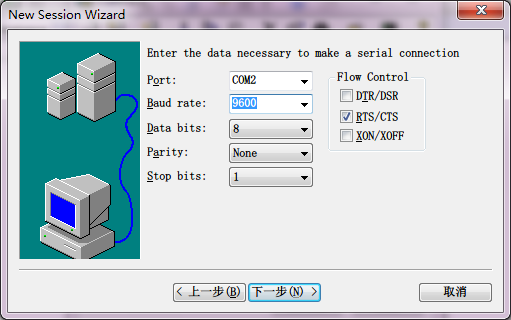 New Session Wizard
Enter the data necessary to make a serial connection
Port: COM2
Baud rate: 9600
Data bits: 8
Parity: None
Stop bits: 1
Flow Control
DTR/DSR
RTS/CTS
XON/XOFF
< 上一步(B)
下一步(N) >
取消